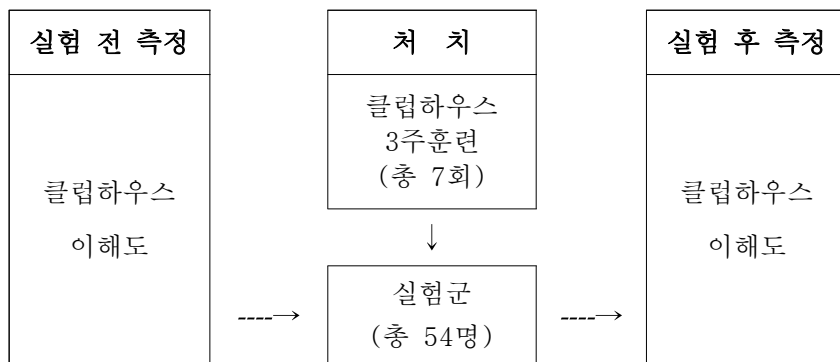 실험 전 측정
클럽하우스
이해도
처 치
클럽하우스
3주훈련
(총 7회)
↓
실험군
(총 54명)
실험 후 측정
클럽하우스
이해도
----→
----→